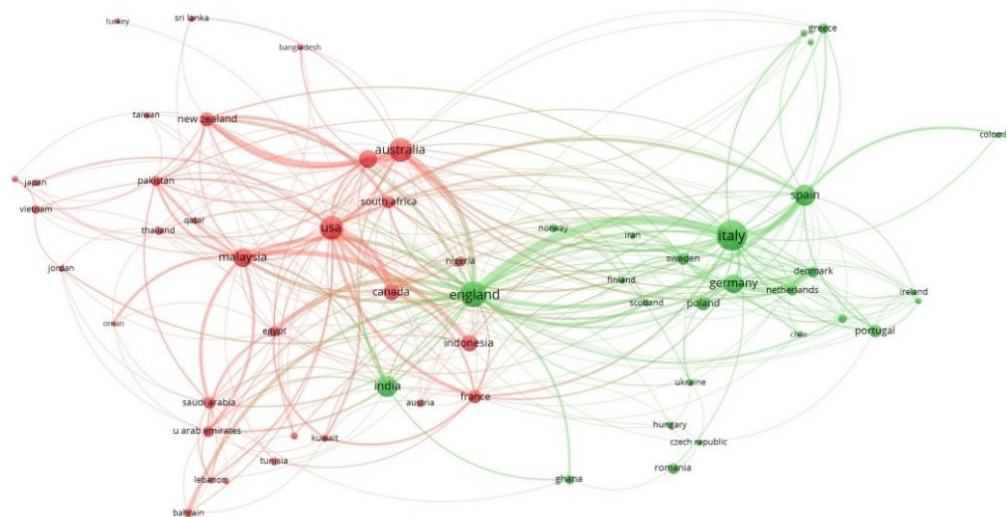 turkey
sri lanka
greece
bangladesh
taiwan
new zealand
colomb
australia
japan
pakistan
south africa
spain
vietnam
qatar
thailand
usa
norway
iran
italy
malaysia
nigeria
sweden
jordan
denmark
canada
england
finland
germany
netherlands
ireland
scotland
poland
oman
egypt
indonesia
chile
portugal
india
ukraine
saudi arabia
austria
france
u arab emirates
kuwait
hungary
czech republic
tunisia
romania
lebanon
ghana
bahrain